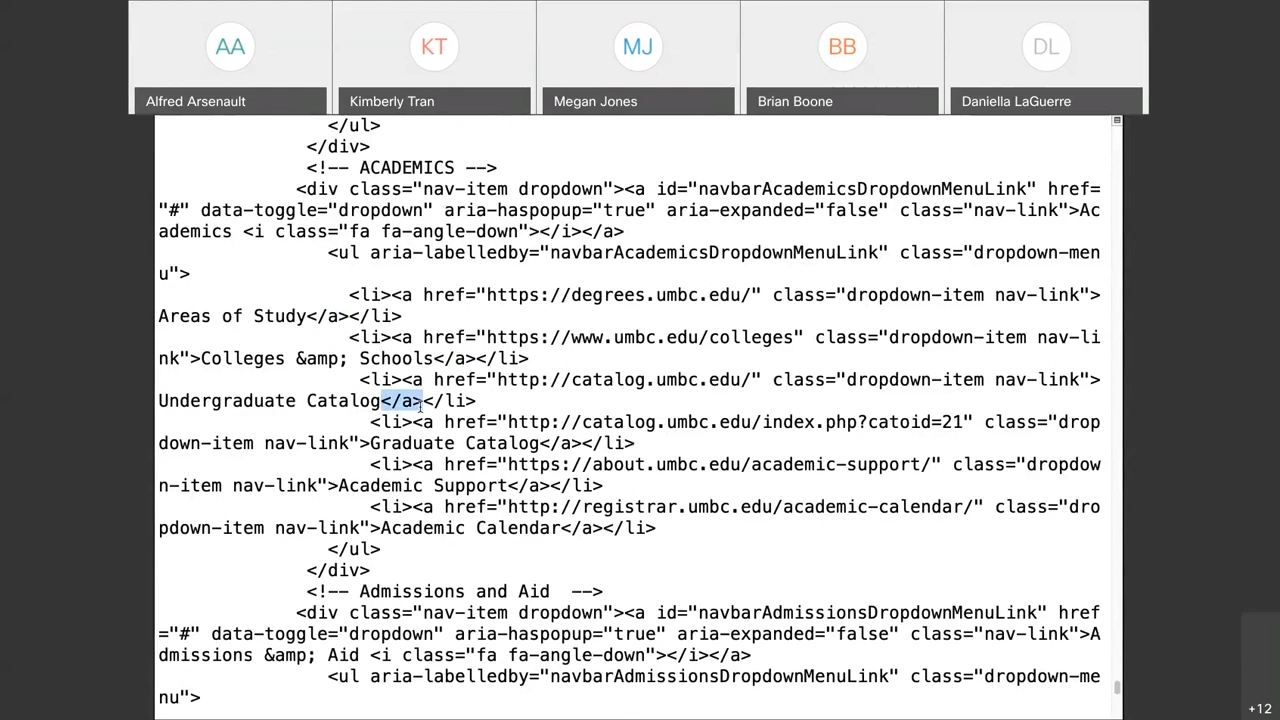 AA
KT
MJ
BB
DL
Alfred Arsenault
Kimberly Tran
Megan Jones
Brian Boone
Daniella LaGuerre
</ul>
</div>
<!-- ACADEMICS -->
<div class="nav-item dropdown"><a id="navbarAcademicsDropdownMenuLink" href=
"#" data-toggle="dropdown" aria-haspopup="true" aria-expanded="false" class="nav-link">Ac
ademics <i class="fa fa-angle-down"></i></a>
<ul aria-labelledby="navbarAcademicsDropdownMenuLink" class="dropdown-men
u">
<li><a href="https://degrees.umbc.edu/" class="dropdown-item nav-link">
Areas of Study</a></li>
<li><a href="https://www.umbc.edu/colleges" class="dropdown-item nav-li
nk">Colleges &amp; Schools</a></li>
<li><a href="http://catalog.umbc.edu/" class="dropdown-item nav-link">
Undergraduate Catalog</a></li>
<li><a href="http://catalog.umbc.edu/index.php?catoid=21" class="drop
down-item nav-link">Graduate Catalog</a></li>
<li><a href="https://about.umbc.edu/academic-support/" class="dropdow
n-item nav-link">Academic Support</a></li>
<li><a href="http://registrar.umbc.edu/academic-calendar/" class="dro
pdown-item nav-link">Academic Calendar</a></li>
</ul>
</div>
<!-- Admissions and Aid  -->
<div class="nav-item dropdown"><a id="navbarAdmissionsDropdownMenuLink" href
="#" data-toggle="dropdown" aria-haspopup="true" aria-expanded="false" class="nav-link">A
dmissions &amp; Aid <i class="fa fa-angle-down"></i></a>
<ul aria-labelledby="navbarAdmissionsDropdownMenuLink" class="dropdown-me
nu">
+12